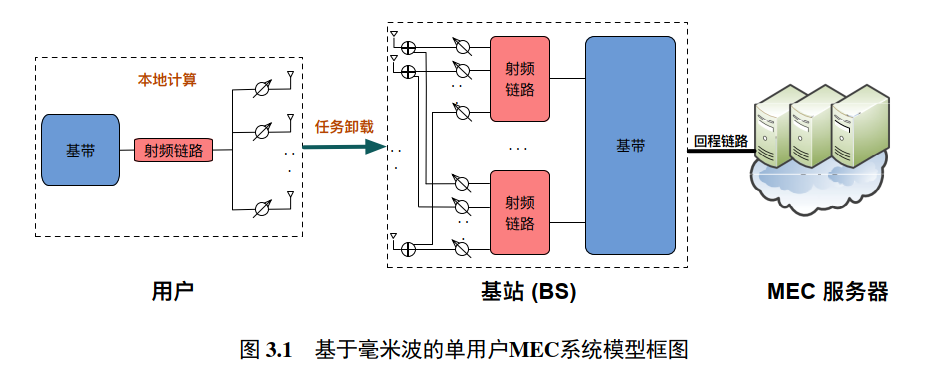 本地计算
基带
射频链路
任务卸载
射频
链路
射频
链路
基带
回程链路
用户
基站 (BS)
MEC 服务器
图 3.1 基于毫米波的单用户MEC系统模型框图